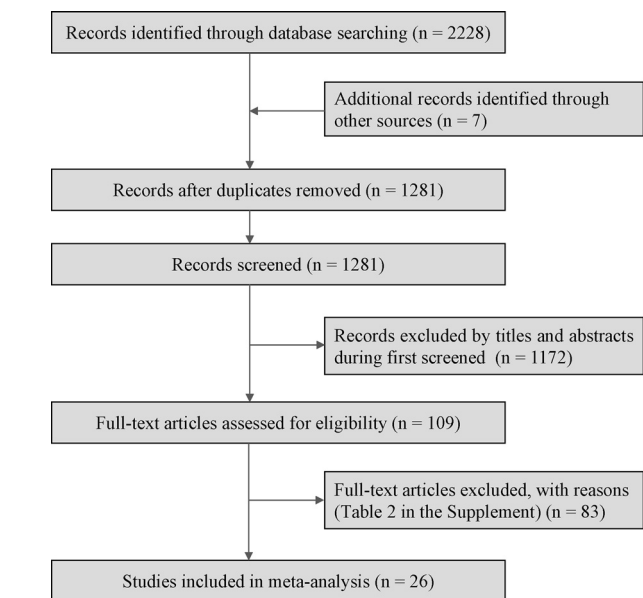 Records identified through database searching (n = 2228)
Additional records identified through
other sources (n = 7)
Records after duplicates removed (n = 1281)
Records screened (n = 1281)
Records excluded by titles and abstracts
during first screened (n = 1172)
Full-text articles assessed for eligibility (n = 109)
Full-text articles excluded, with reasons
(Table 2 in the Supplement) (n = 83)
Studies included in meta-analysis (n = 26)